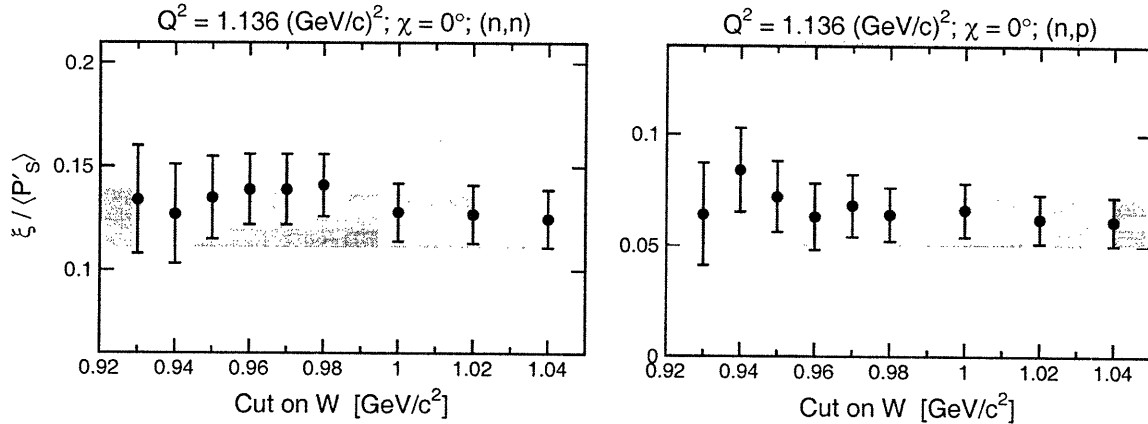 Q² = 1.136 (GeV/c)²; χ = 0°; (n,n)
0.2
0.15
0.1
ξ / ⟨P'S⟩
0.92 0.94 0.96 0.98 1 1.02 1.04
Cut on W [GeV/c²]
Q² = 1.136 (GeV/c)²; χ = 0°; (n,p)
0.1
0.05
0
0.92 0.94 0.96 0.98 1 1.02 1.04
Cut on W [GeV/c²]